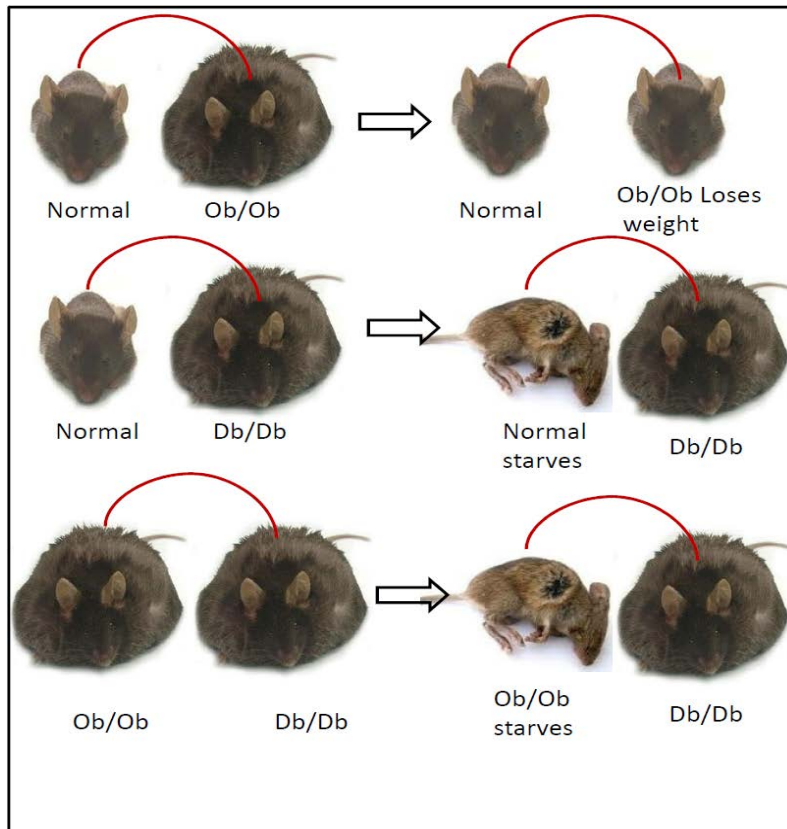 Normal
Ob/Ob
Normal
Ob/Ob Loses
weight
Normal
Db/Db
Normal
starves
Db/Db
Ob/Ob
Db/Db
Ob/Ob
starves
Db/Db